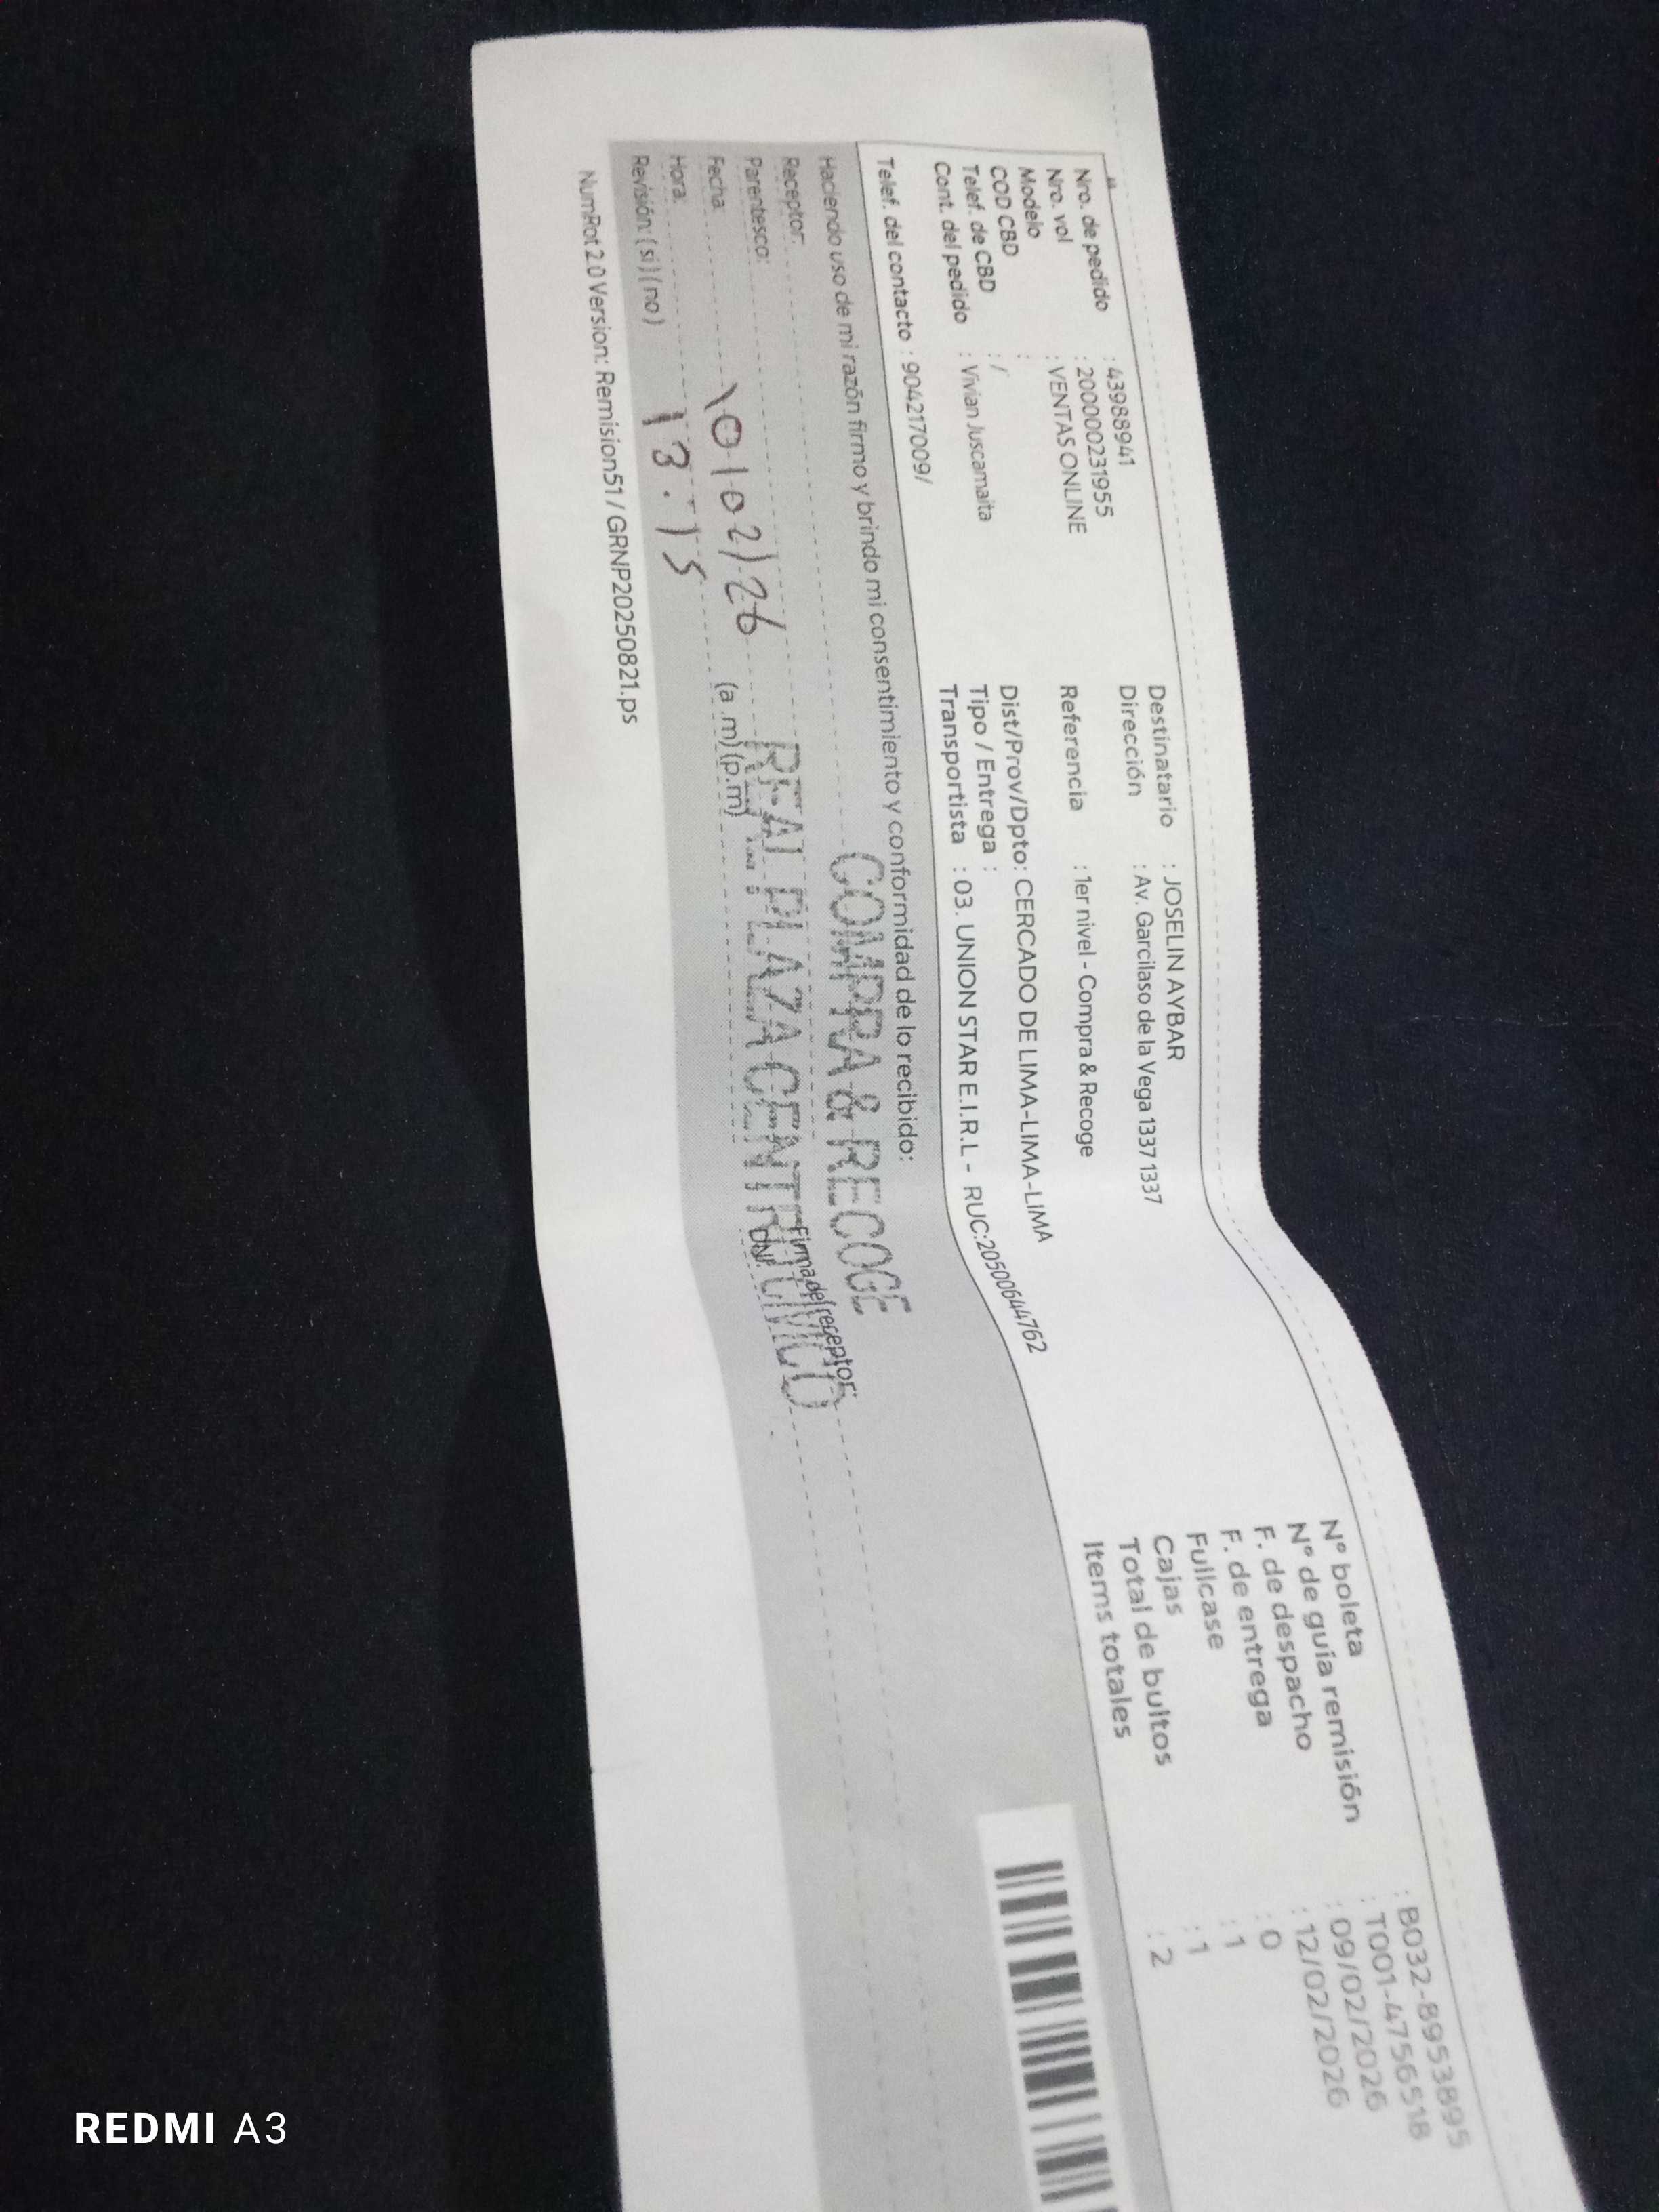 Nro. de pedido : 43988941
Nro. vol : 2000000231955
Modelo : VENTAS ONLINE
COD CBD :
Telef. de CBD : /
Cont. del pedido : Vivian Juscamaita
Telef. del contacto : 904217009/
Destinatario : JOSELIN AYBAR
Dirección : Av. Garcilaso de la Vega 1337 1337
Referencia : 1er nivel - Compra & Recoge
Dist/Prov/Dpto: CERCADO DE LIMA-LIMA-LIMA
Tipo / Entrega :
Transportista : 03. UNION STAR E.I.R.L - RUC:20500644762
Nº boleta : B032-89538895
Nº de guía remisión : T001-47566518
F. de despacho : 09/02/2026
F. de entrega : 12/02/2026
Fullcase : 0
Cajas : 1
Total de bultos : 1
Items totales : 2
Haciendo uso de mi razón firmo y brindo mi consentimiento y conformidad de lo recibido:
Receptor:
COMPRA & RECOGE
Parentesco:
REAL PLAZA CENTRO CIVICO
Firma del receptor:
DNI:
Fecha: 10/02/26
Hora: 13:15 (a.m)(p.m)
Revisión: ( si ) ( no )
NumRot 2.0 Version: Remision51 / GRNP20250821.ps
REDMI A3